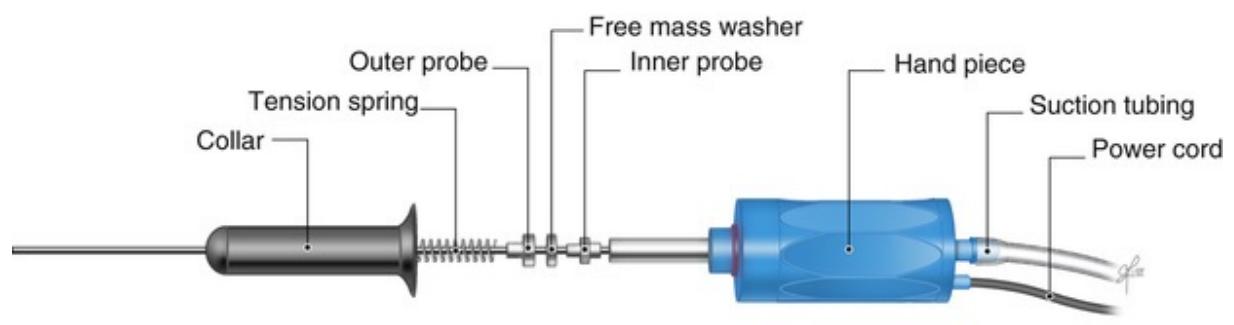 Free mass washer
Outer probe
Inner probe
Hand piece
Tension spring
Suction tubing
Collar
Power cord